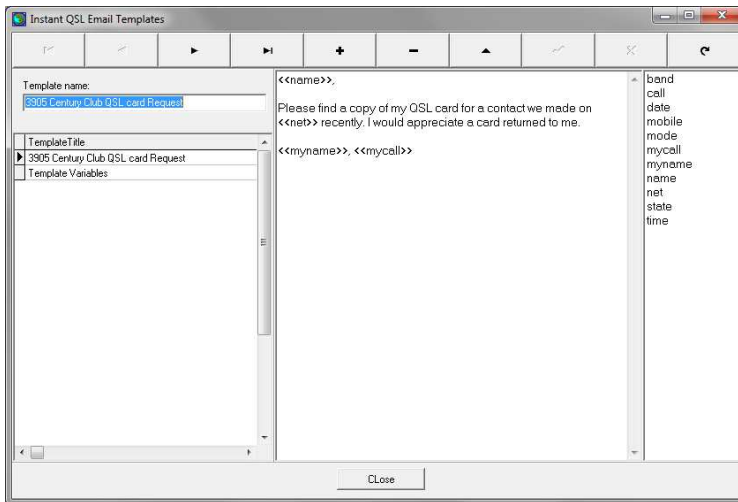 Instant QSL Email Templates
Template name:
3905 Century Club QSL card Request
TemplateTitle
3905 Century Club QSL card Request
Template Variables
<<name>>,
Please find a copy of my QSL card for a contact we made on
<<net>> recently. I would appreciate a card returned to me.
<<myname>>, <<mycall>>
band
call
date
mobile
mode
mycall
myname
name
net
state
time
CLose